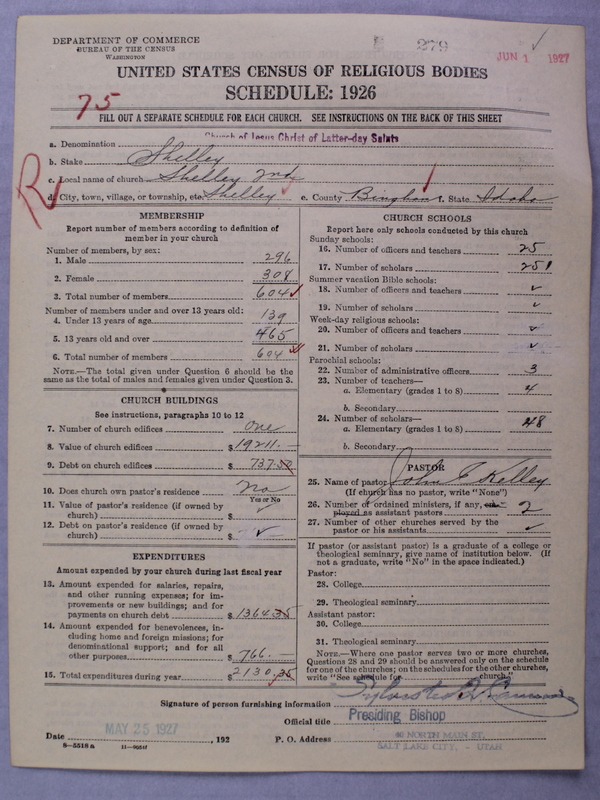 DEPARTMENT OF COMMERCE
BUREAU OF THE CENSUS
WASHINGTON
279
JUN 1 1927
UNITED STATES CENSUS OF RELIGIOUS BODIES
SCHEDULE: 1926
75
FILL OUT A SEPARATE SCHEDULE FOR EACH CHURCH. SEE INSTRUCTIONS ON THE BACK OF THIS SHEET
a. Denomination Church of Jesus Christ of Latter-day Saints
b. Stake Shelley
c. Local name of church Shelley 2nd
d. City, town, village, or township, etc. Shelley e. County Bingham f. State Idaho
MEMBERSHIP
Report number of members according to definition of
member in your church
Number of members, by sex:
1. Male 296
2. Female 308
3. Total number of members 604
Number of members under and over 13 years old:
4. Under 13 years of age 139
5. 13 years old and over 465
6. Total number of members 604
NOTE.—The total given under Question 6 should be the
same as the total of males and females given under Question 3.
CHURCH BUILDINGS
See instructions, paragraphs 10 to 12
7. Number of church edifices One
8. Value of church edifices $19211.—
9. Debt on church edifices $ 737.50
10. Does church own pastor's residence No
Yes or No
11. Value of pastor's residence (if owned by
church) $ ✓
12. Debt on pastor's residence (if owned by
church) $ ✓
EXPENDITURES
Amount expended by your church during last fiscal year
13. Amount expended for salaries, repairs,
and other running expenses; for im-
provements or new buildings; and for
payments on church debt $ 1364.35
14. Amount expended for benevolences, in-
cluding home and foreign missions; for
denominational support; and for all
other purposes $ 766.—
15. Total expenditures during year $ 2130.35
CHURCH SCHOOLS
Report here only schools conducted by this church
Sunday schools:
16. Number of officers and teachers 25
17. Number of scholars 251
Summer vacation Bible schools:
18. Number of officers and teachers ✓
19. Number of scholars ✓
Week-day religious schools:
20. Number of officers and teachers ✓
21. Number of scholars ✓
Parochial schools:
22. Number of administrative officers 3
23. Number of teachers—
a. Elementary (grades 1 to 8) 4
b. Secondary
24. Number of scholars—
a. Elementary (grades 1 to 8) 48
b. Secondary
PASTOR
25. Name of pastor John E Kelley
(If church has no pastor, write "None")
26. Number of ordained ministers, if any, em-
ployed as assistant pastors 2
27. Number of other churches served by the
pastor or his assistants ✓
If pastor (or assistant pastor) is a graduate of a college or
theological seminary, give name of institution below. (If
not a graduate, write "No" in the space indicated.)
Pastor:
28. College
29. Theological seminary
Assistant pastor:
30. College
31. Theological seminary
NOTE.—Where one pastor serves two or more churches,
Questions 28 and 29 should be answered only on the schedule
for one of the churches; on the schedules for the other churches,
write "See schedule for church."
Signature of person furnishing information Sylvester Q. Cannon
Official title Presiding Bishop
Date MAY 25 1927, 192 P. O. Address 40 NORTH MAIN ST.
SALT LAKE CITY, - UTAH
8—5518 a